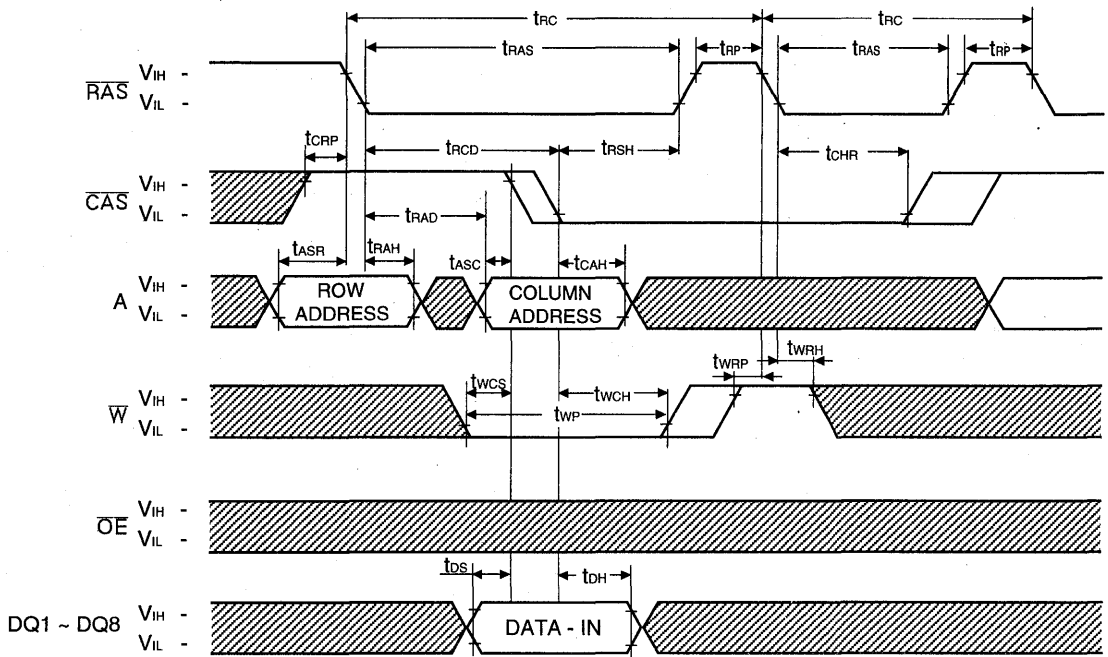 tRC tRC
tRAS tRP tRAS tRP
RAS VIH -
VIL -
tCRP tRCD tRSH tCHR
CAS VIH -
VIL -
tRAD
tASR tRAH tASC tCAH
A VIH -
VIL -
ROW
ADDRESS
COLUMN
ADDRESS
tWRP tWRH
tWCS tWCH
tWP
W VIH -
VIL -
OE VIH -
VIL -
tDS tDH
DQ1 ~ DQ8 VIH -
VIL -
DATA - IN